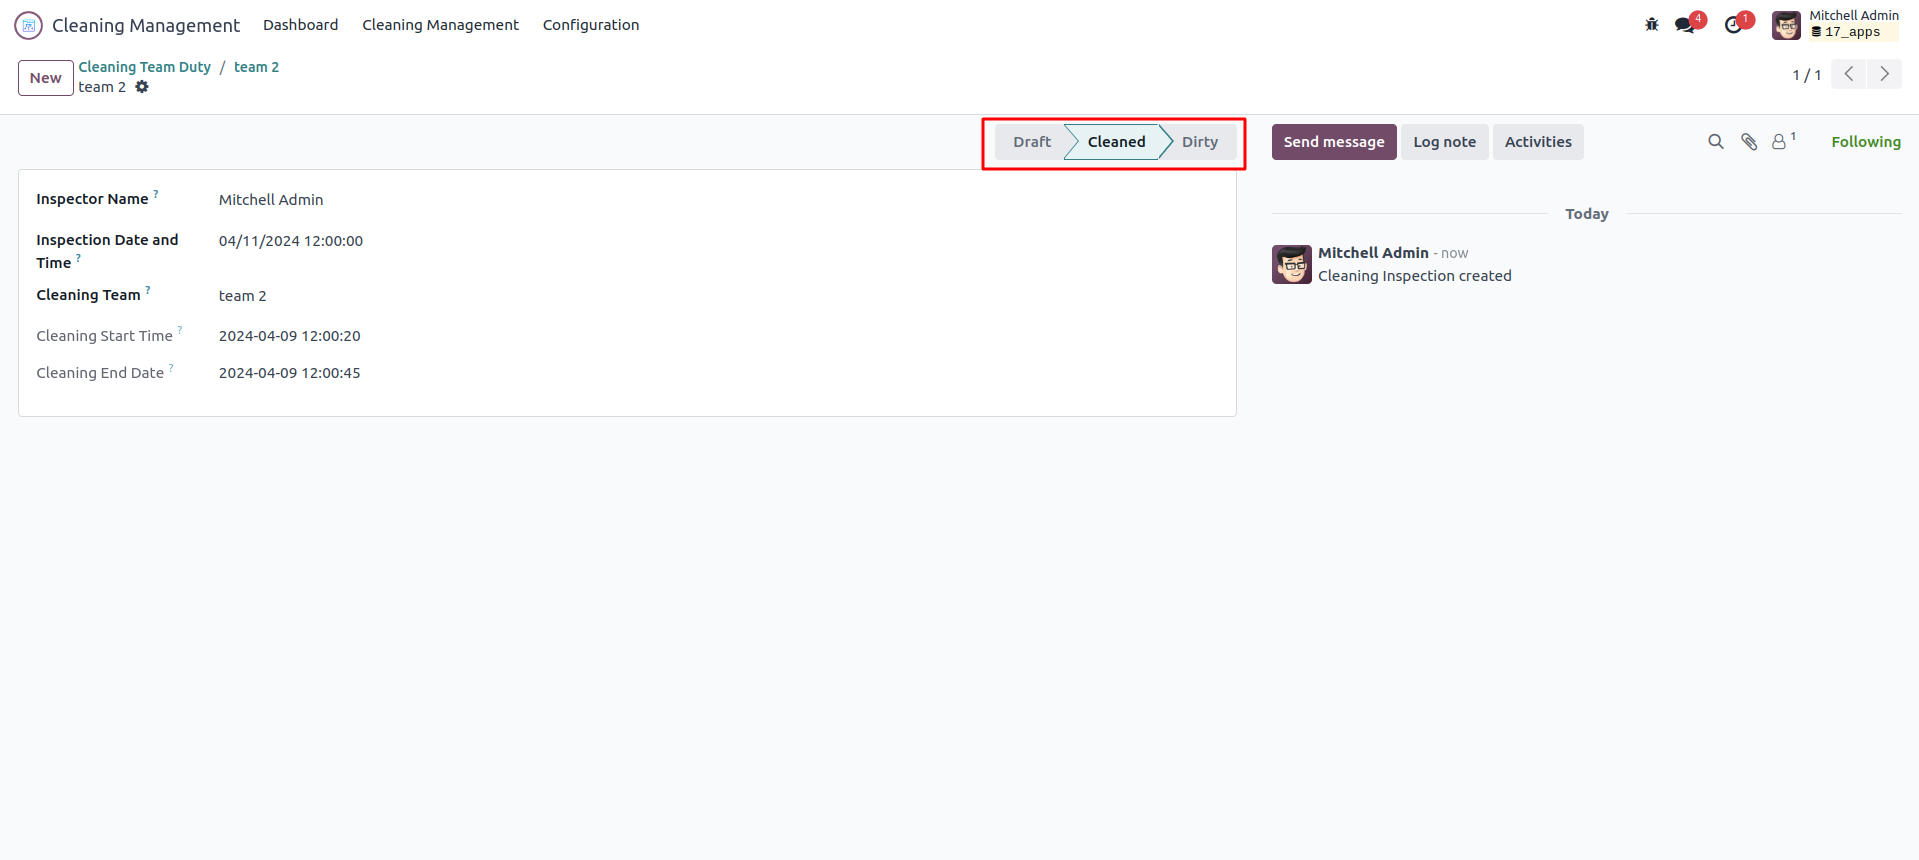 Cleaning Management Dashboard Cleaning Management Configuration 4 1 Mitchell Admin
17_apps
New Cleaning Team Duty / team 2
team 2 1 / 1
Draft Cleaned Dirty Send message Log note Activities 1 Following
Inspector Name ? Mitchell Admin
Inspection Date and
Time ? 04/11/2024 12:00:00
Cleaning Team ? team 2
Cleaning Start Time ? 2024-04-09 12:00:20
Cleaning End Date ? 2024-04-09 12:00:45
Today
Mitchell Admin - now
Cleaning Inspection created